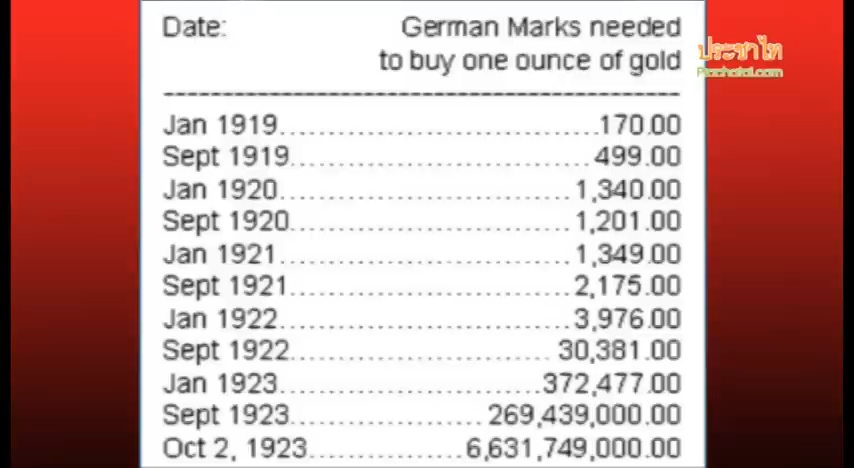 Date: German Marks needed
to buy one ounce of gold
ประชาไท
Prachatai.com
--------------------------------------------------------
Jan 1919.................................170.00
Sept 1919...............................499.00
Jan 1920..............................1,340.00
Sept 1920............................1,201.00
Jan 1921..............................1,349.00
Sept 1921............................2,175.00
Jan 1922..............................3,976.00
Sept 1922...........................30,381.00
Jan 1923...........................372,477.00
Sept 1923....................269,439,000.00
Oct 2, 1923................6,631,749,000.00